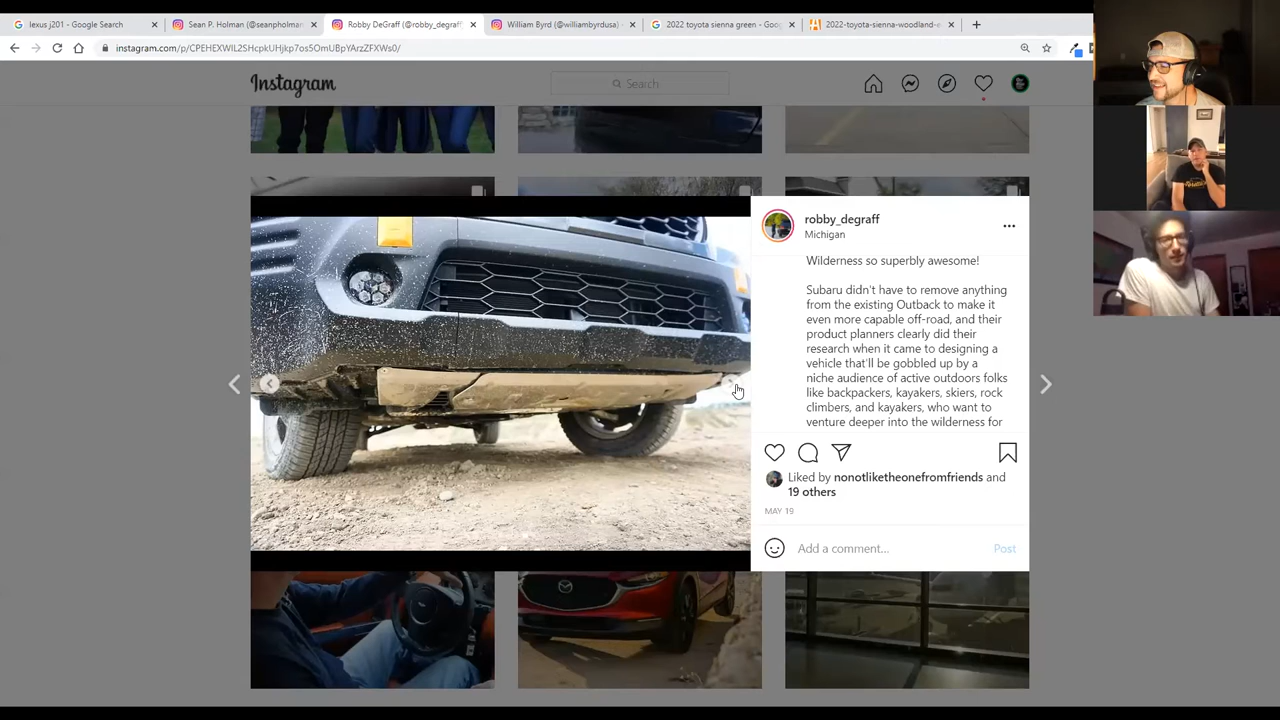 lexus j201 - Google Search
Sean P. Holman (@seanpholman
Robby DeGraff (@robby_degraff
William Byrd (@williambyrdusa)
2022 toyota sienna green - Goog
2022-toyota-sienna-woodland-e
instagram.com/p/CPEHEXWlL2SHcpkUHjkp7os5OmUBpYArzZFXWs0/
Instagram
Search
robby_degraff
Michigan
Wilderness so superbly awesome!
Subaru didn't have to remove anything
from the existing Outback to make it
even more capable off-road, and their
product planners clearly did their
research when it came to designing a
vehicle that'll be gobbled up by a
niche audience of active outdoors folks
like backpackers, kayakers, skiers, rock
climbers, and kayakers, who want to
venture deeper into the wilderness for
Liked by nonotliketheonefromfriends and
19 others
MAY 19
Add a comment...
Post